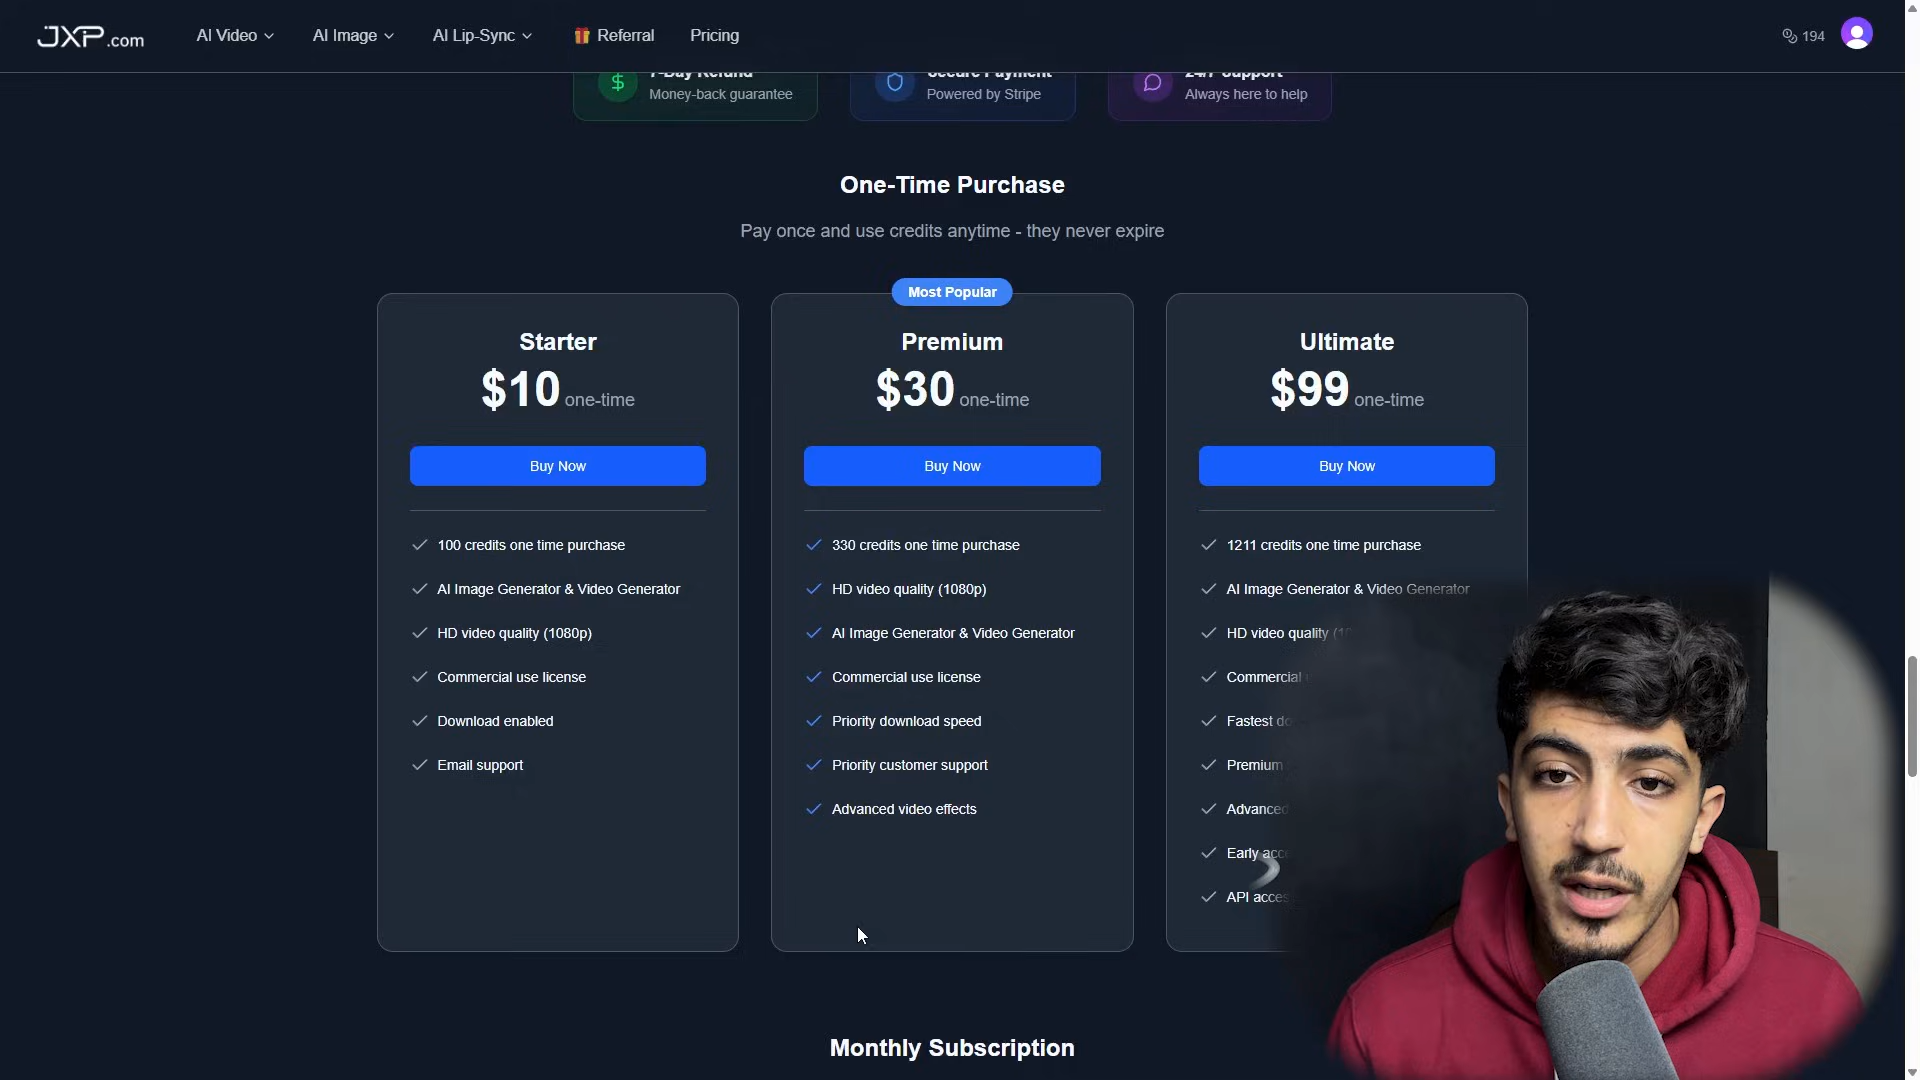 JXP.com
AI Video
AI Image
AI Lip-Sync
Referral
Pricing
194
Money-back guarantee
Powered by Stripe
Always here to help
One-Time Purchase
Pay once and use credits anytime - they never expire
Most Popular
Starter
$10 one-time
Buy Now
100 credits one time purchase
AI Image Generator & Video Generator
HD video quality (1080p)
Commercial use license
Download enabled
Email support
Premium
$30 one-time
Buy Now
330 credits one time purchase
HD video quality (1080p)
AI Image Generator & Video Generator
Commercial use license
Priority download speed
Priority customer support
Advanced video effects
Ultimate
$99 one-time
Buy Now
1211 credits one time purchase
AI Image Generator & Video Generator
HD video quality
Commercial
Fastest
Premium
Advanced
Early
API
Monthly Subscription